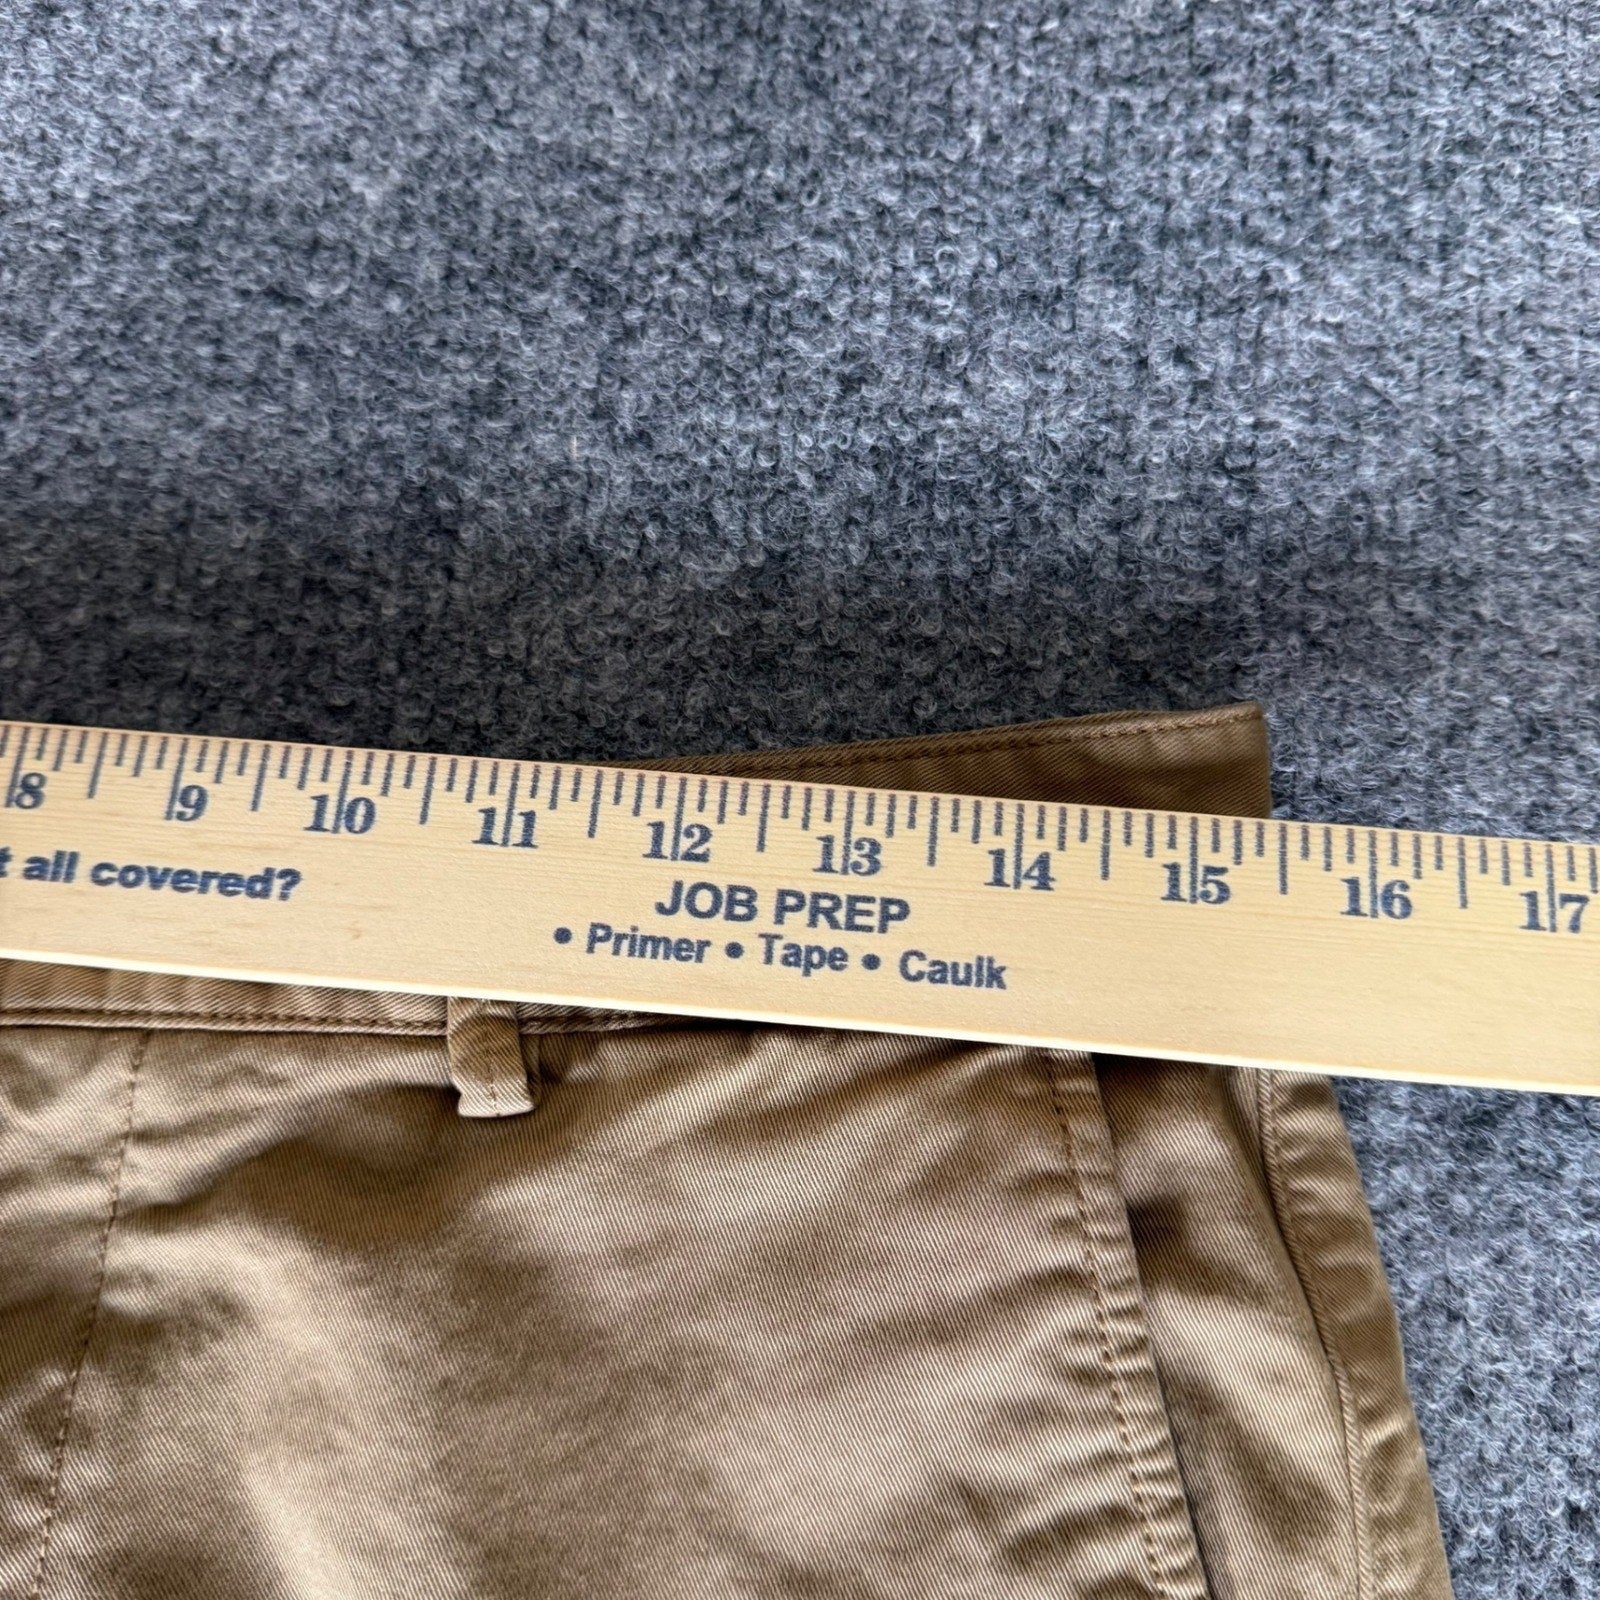 8 9 10 11 12 13 14 15 16 17
t all covered?
JOB PREP
• Primer • Tape • Caulk